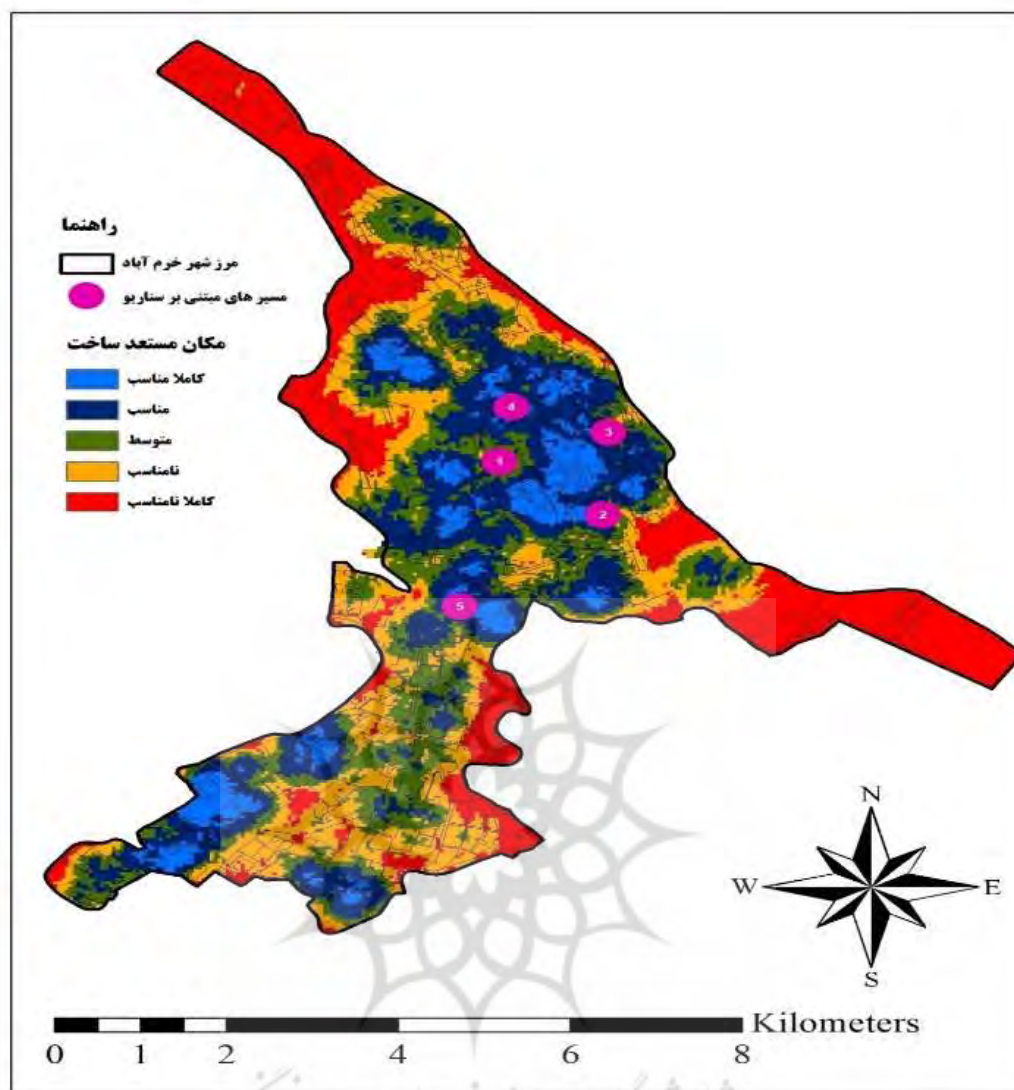 راهنما
مرز شهر خرم آباد
مسیر های مبتنی بر سناریو
مکان مستعد ساخت
کاملا مناسب
مناسب
متوسط
نامناسب
کاملا نامناسب
4
3
1
2
5
N
W E
S
Kilometers
0 1 2 4 6 8